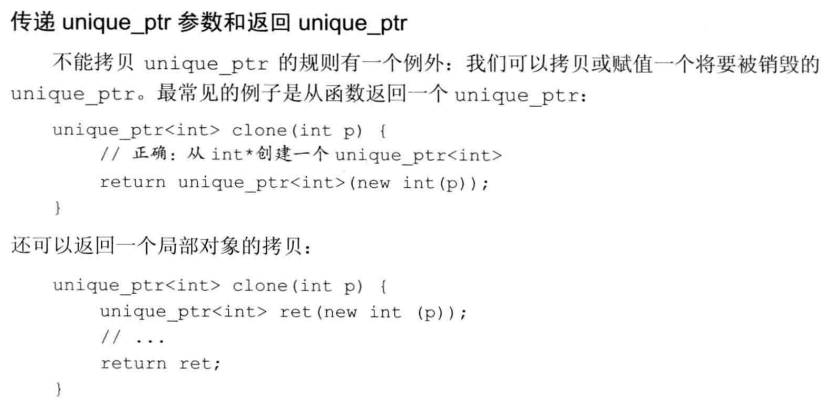 传递 unique_ptr 参数和返回 unique_ptr
不能拷贝 unique_ptr 的规则有一个例外：我们可以拷贝或赋值一个将要被销毁的
unique_ptr。最常见的例子是从函数返回一个 unique_ptr：
unique_ptr<int> clone(int p) {
// 正确：从 int*创建一个 unique_ptr<int>
return unique_ptr<int>(new int(p));
}
还可以返回一个局部对象的拷贝：
unique_ptr<int> clone(int p) {
unique_ptr<int> ret(new int (p));
// ...
return ret;
}